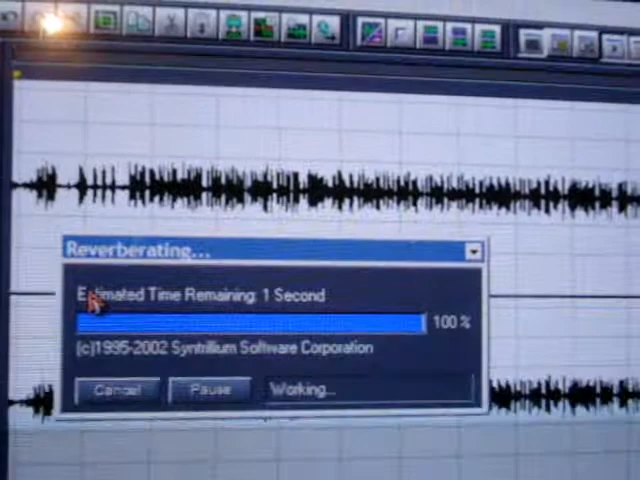 Reverberating...
Estimated Time Remaining: 1 Second
100 %
(c)1995-2002 Syntrillium Software Corporation
Cancel Pause Working...